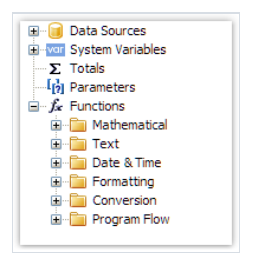 Data Sources
var System Variables
Σ Totals
[?] Parameters
fx Functions
Mathematical
Text
Date & Time
Formatting
Conversion
Program Flow